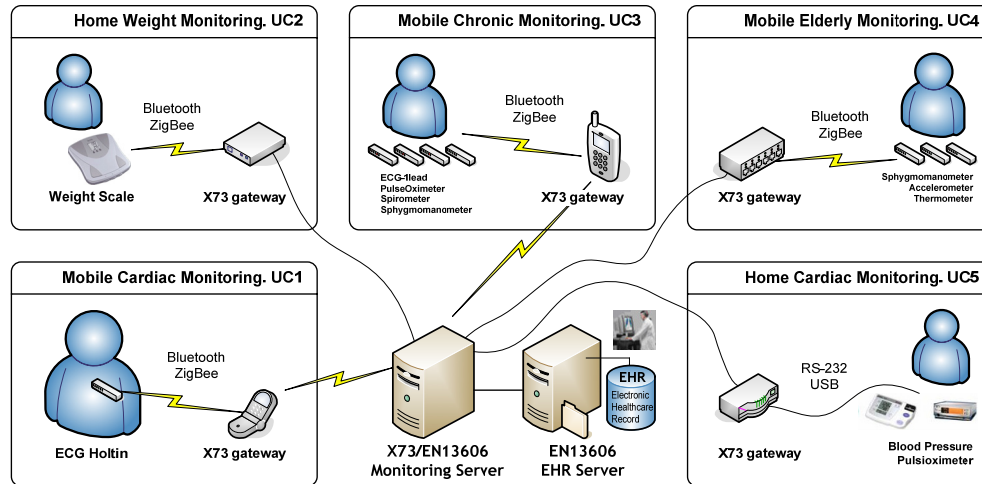 Home Weight Monitoring. UC2
Bluetooth
ZigBee
Weight Scale
X73 gateway
Mobile Chronic Monitoring. UC3
Bluetooth
ZigBee
ECG-1lead
PulseOximeter
Spirometer
Sphygmomanometer
X73 gateway
Mobile Elderly Monitoring. UC4
Bluetooth
ZigBee
X73 gateway
Sphygmomanometer
Accelerometer
Thermometer
Mobile Cardiac Monitoring. UC1
Bluetooth
ZigBee
ECG Holtin
X73 gateway
X73/EN13606
Monitoring Server
EHR
Electronic
Healthcare
Record
EN13606
EHR Server
Home Cardiac Monitoring. UC5
RS-232
USB
X73 gateway
Blood Pressure
Pulsioximeter